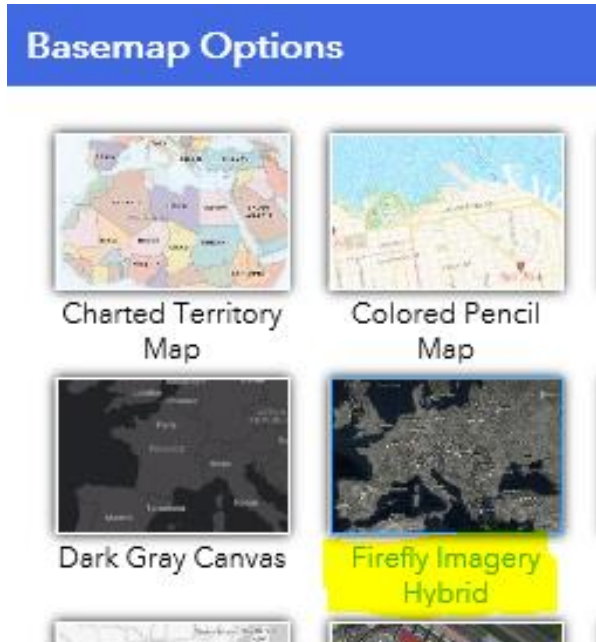 Basemap Options
Charted Territory
Map
Colored Pencil
Map
Dark Gray Canvas
Firefly Imagery
Hybrid